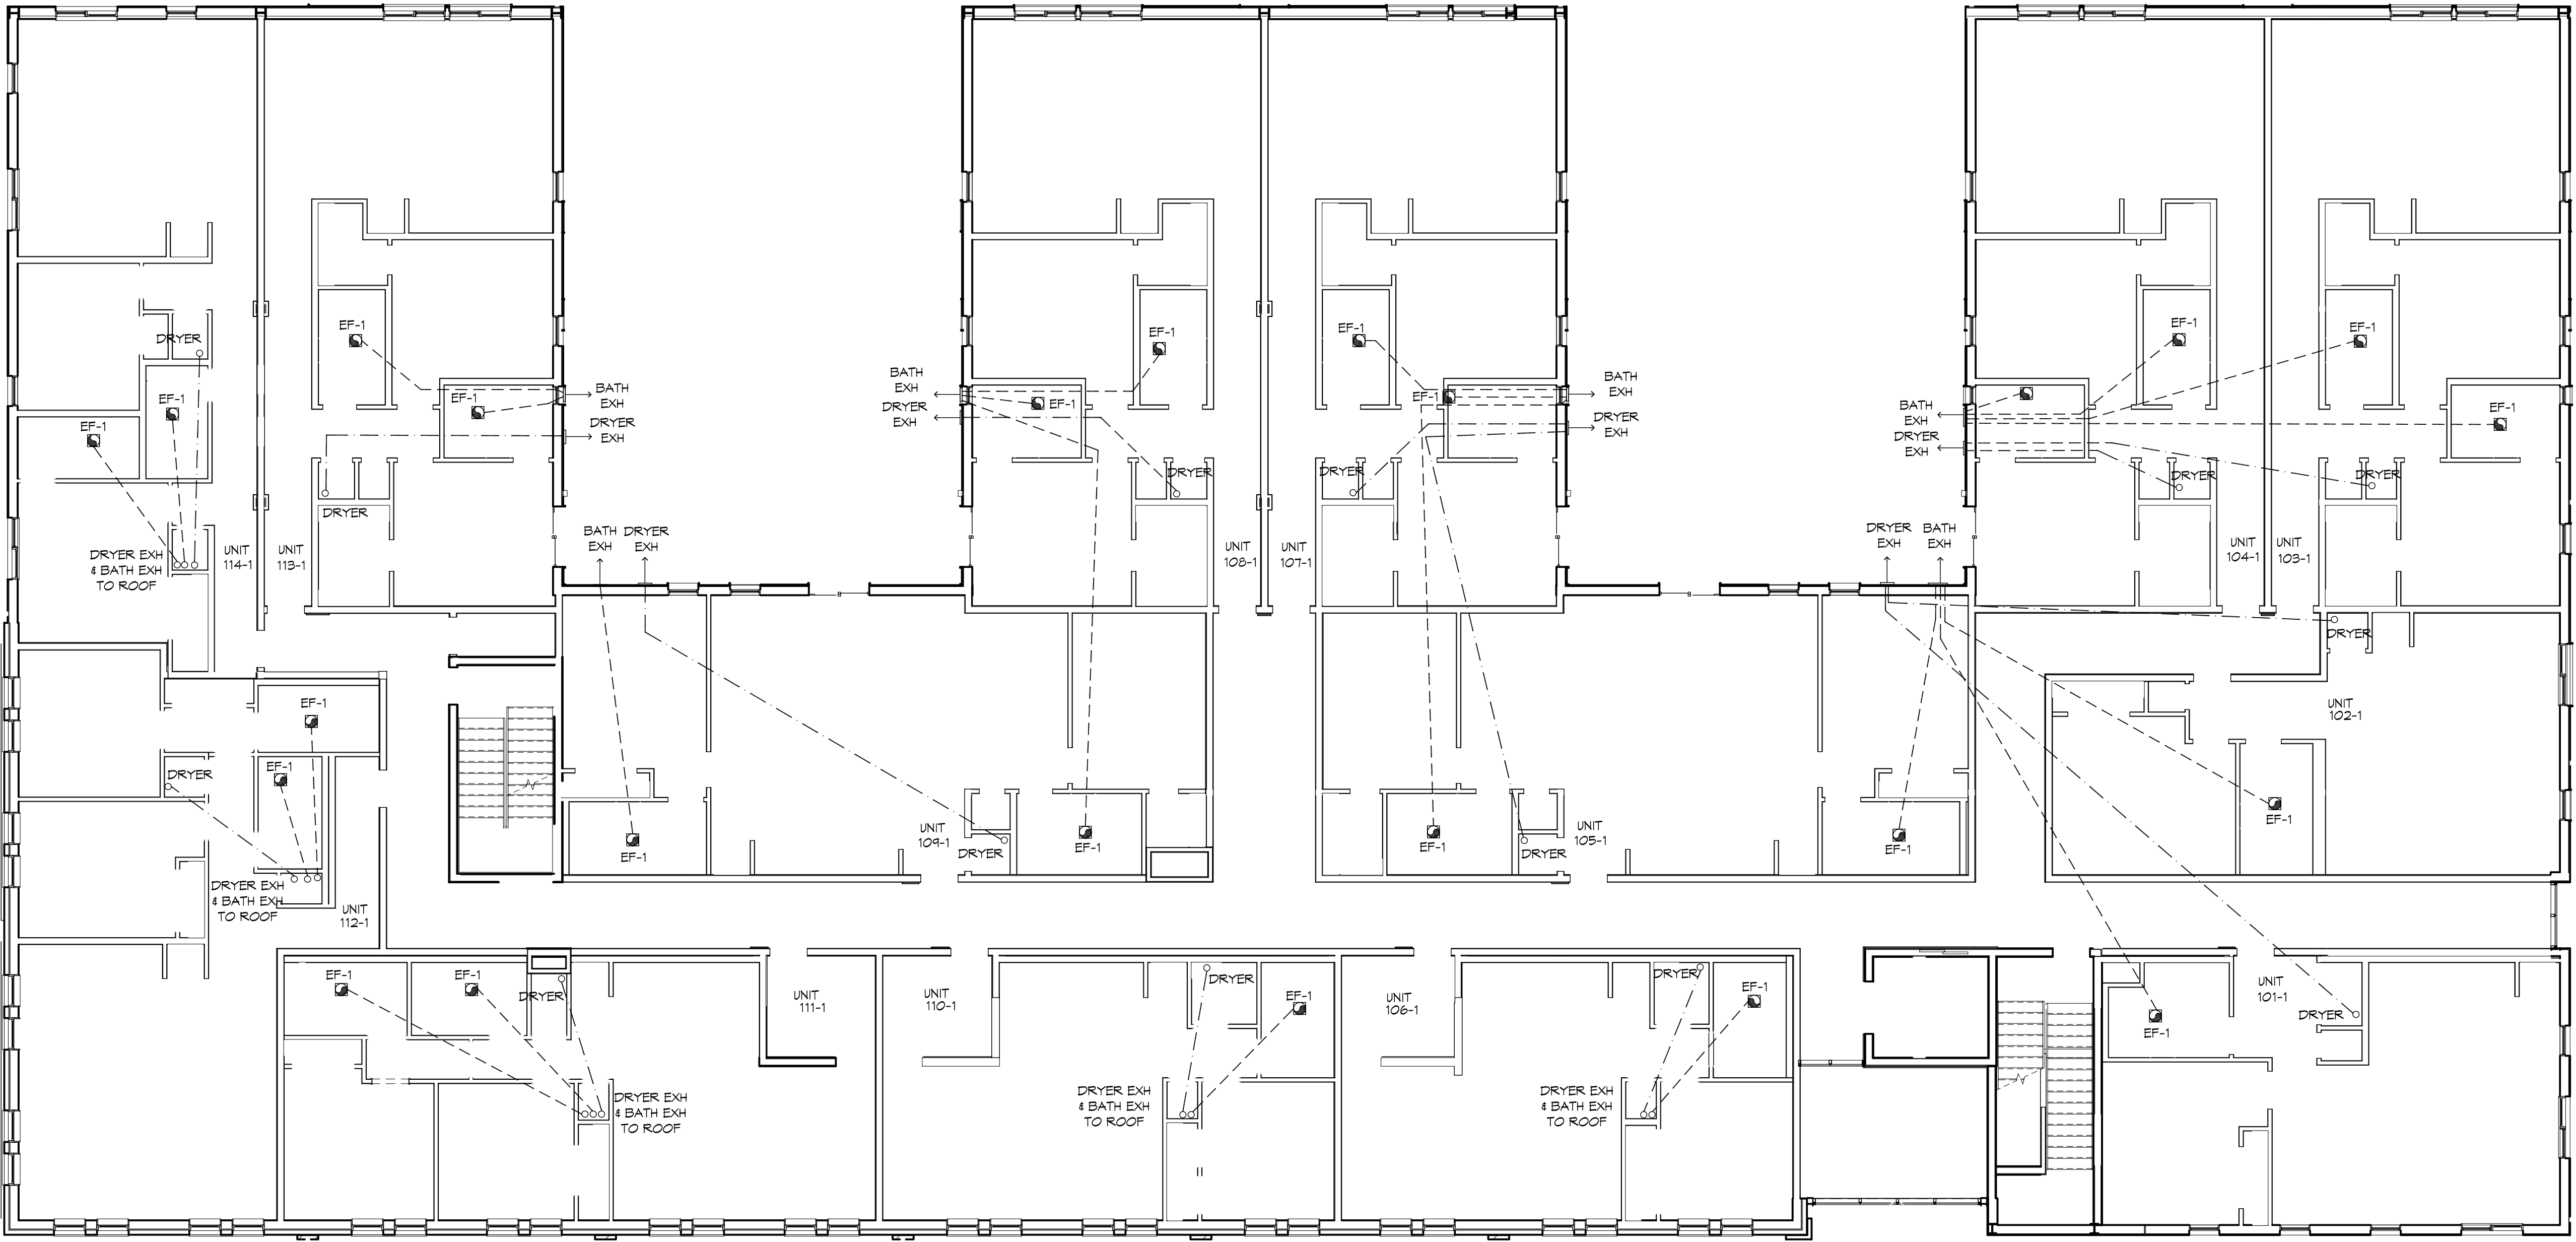 EF-1
EF-1
EF-1
EF-1
EF-1
DRYER
BATH
EXH
BATH
EXH
BATH
EXH
EF-1
EF-1
EF-1
EF-1
DRYER
EXH
BATH
EXH
EF-1
EF-1
DRYER
EXH
DRYER
EXH
EF-1
DRYER
EXH
DRYER
DRYER
DRYER
DRYER
DRYER
BATH
EXH
DRYER
EXH
DRYER
EXH
BATH
EXH
DRYER EXH
& BATH EXH
TO ROOF
UNIT
114-1
UNIT
113-1
UNIT
108-1
UNIT
107-1
UNIT
104-1
UNIT
103-1
DRYER
EF-1
UNIT
102-1
DRYER
EF-1
EF-1
UNIT
109-1
DRYER
EF-1
EF-1
DRYER
UNIT
105-1
EF-1
EF-1
DRYER EXH
& BATH EXH
TO ROOF
UNIT
112-1
EF-1
EF-1
DRYER
UNIT
111-1
UNIT
110-1
DRYER
EF-1
UNIT
106-1
DRYER
EF-1
UNIT
101-1
DRYER
EF-1
DRYER EXH
& BATH EXH
TO ROOF
DRYER EXH
& BATH EXH
TO ROOF
DRYER EXH
& BATH EXH
TO ROOF